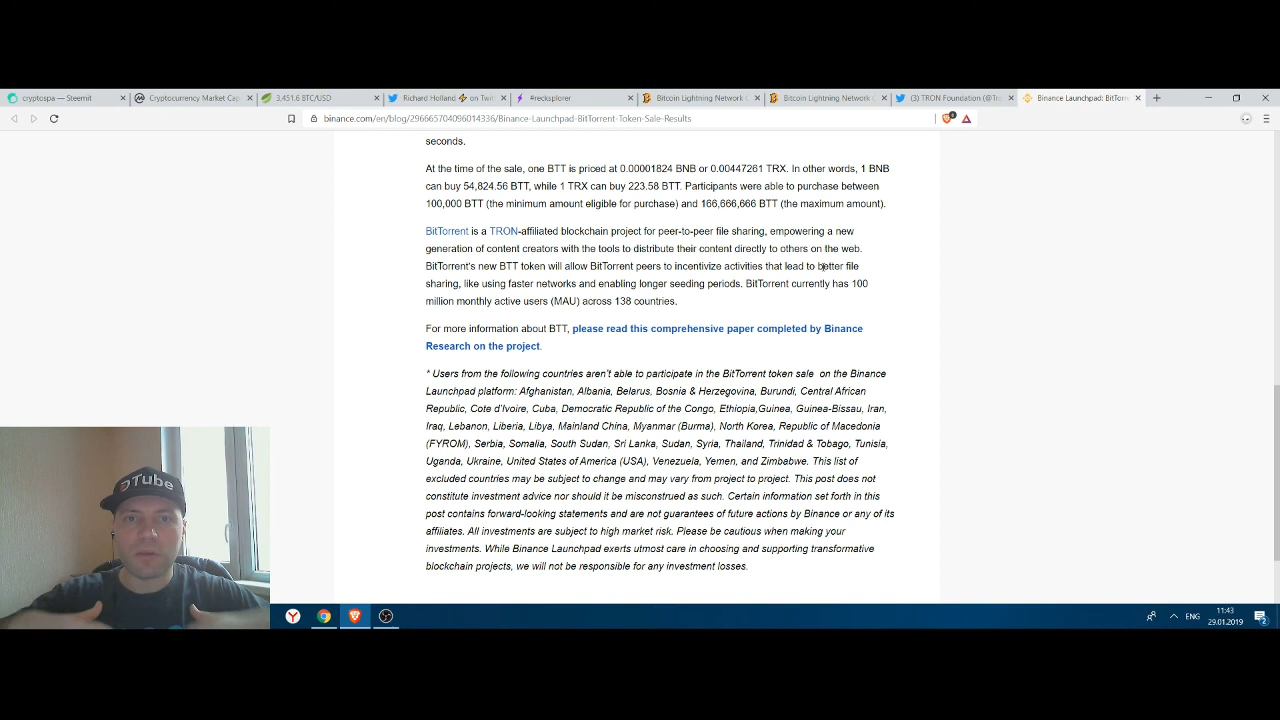 cryptospa — Steemit
Cryptocurrency Market Cap
3,451.6 BTC/USD
Richard Holland ⚡ on Twit
#recksplorer
Bitcoin Lightning Network
Bitcoin Lightning Network
(3) TRON Foundation (@Tro
Binance Launchpad: BitTorre
binance.com/en/blog/296665704096014336/Binance-Launchpad-BitTorrent-Token-Sale-Results
seconds.
At the time of the sale, one BTT is priced at 0.00001824 BNB or 0.00447261 TRX. In other words, 1 BNB
can buy 54,824.56 BTT, while 1 TRX can buy 223.58 BTT. Participants were able to purchase between
100,000 BTT (the minimum amount eligible for purchase) and 166,666,666 BTT (the maximum amount).
BitTorrent is a TRON-affiliated blockchain project for peer-to-peer file sharing, empowering a new
generation of content creators with the tools to distribute their content directly to others on the web.
BitTorrent's new BTT token will allow BitTorrent peers to incentivize activities that lead to better file
sharing, like using faster networks and enabling longer seeding periods. BitTorrent currently has 100
million monthly active users (MAU) across 138 countries.
For more information about BTT, please read this comprehensive paper completed by Binance
Research on the project.
* Users from the following countries aren't able to participate in the BitTorrent token sale on the Binance
Launchpad platform: Afghanistan, Albania, Belarus, Bosnia & Herzegovina, Burundi, Central African
Republic, Cote d'Ivoire, Cuba, Democratic Republic of the Congo, Ethiopia,Guinea, Guinea-Bissau, Iran,
Iraq, Lebanon, Liberia, Libya, Mainland China, Myanmar (Burma), North Korea, Republic of Macedonia
(FYROM), Serbia, Somalia, South Sudan, Sri Lanka, Sudan, Syria, Thailand, Trinidad & Tobago, Tunisia,
Uganda, Ukraine, United States of America (USA), Venezuela, Yemen, and Zimbabwe. This list of
excluded countries may be subject to change and may vary from project to project. This post does not
constitute investment advice nor should it be misconstrued as such. Certain information set forth in this
post contains forward-looking statements and are not guarantees of future actions by Binance or any of its
affiliates. All investments are subject to high market risk. Please be cautious when making your
investments. While Binance Launchpad exerts utmost care in choosing and supporting transformative
blockchain projects, we will not be responsible for any investment losses.
DTube
ENG
11:43
29.01.2019
2